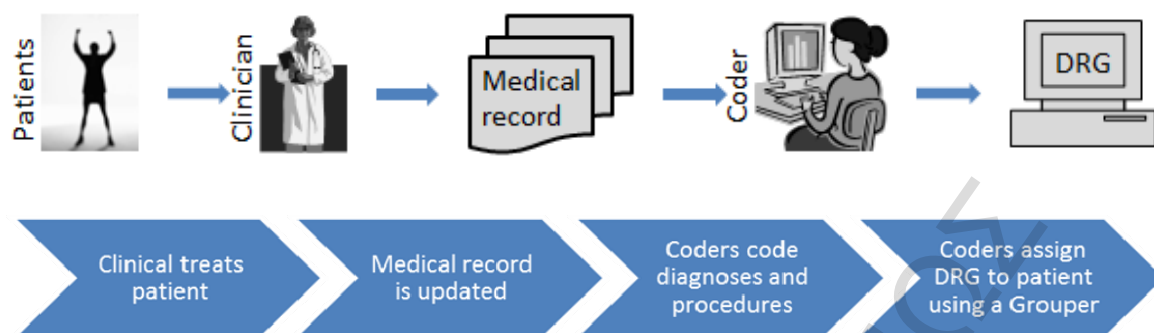 Patients
Clinician
Medical
record
Coder
DRG
Clinical treats
patient
Medical record
is updated
Coders code
diagnoses and
procedures
Coders assign
DRG to patient
using a Grouper